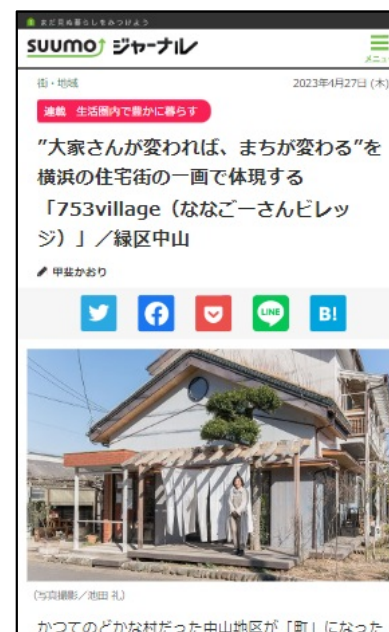 まだ見ぬ暮らしをみつけよう
SUUMO ジャーナル
メニュー
街・地域
2023年4月27日 (木)
連載 生活圏内で豊かに暮らす
”大家さんが変われば、まちが変わる”を
横浜の住宅街の一画で体現する
「753village（ななごーさんビレッ
ジ）」／緑区中山
甲斐かおり
LINE
B!
(写真撮影／池田 礼)
かつてのどかな村だった中山地区が「町」になった